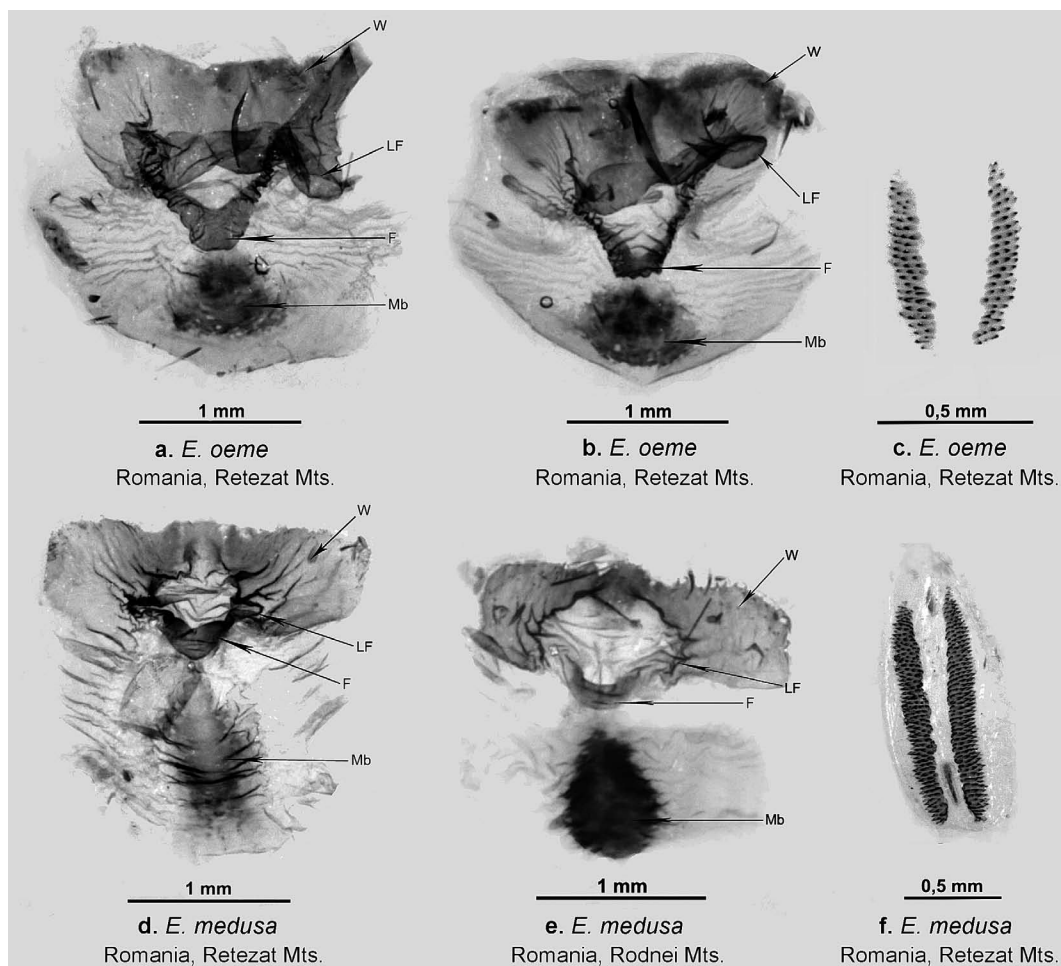 W
LF
F
Mb
1 mm
a. E. oeme
Romania, Retezat Mts.
W
LF
F
Mb
1 mm
b. E. oeme
Romania, Retezat Mts.
0,5 mm
c. E. oeme
Romania, Retezat Mts.
W
LF
F
Mb
1 mm
d. E. medusa
Romania, Retezat Mts.
W
LF
F
Mb
1 mm
e. E. medusa
Romania, Rodnei Mts.
0,5 mm
f. E. medusa
Romania, Retezat Mts.